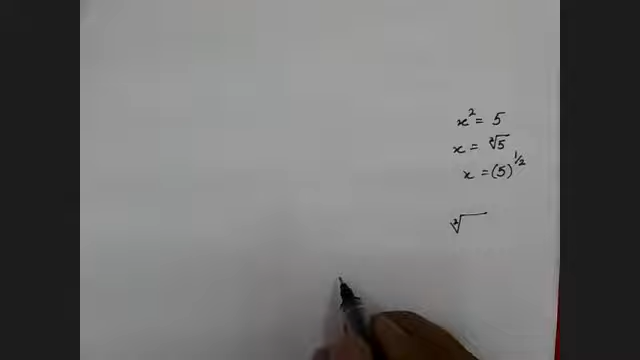 x² = 5
x = ²√5
x = (5)^1/2
²√